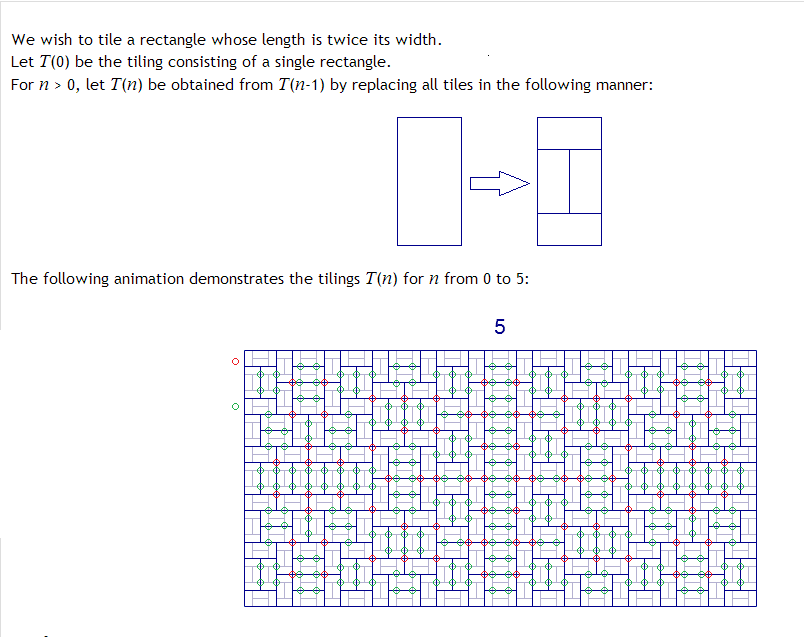 We wish to tile a rectangle whose length is twice its width.
Let T(0) be the tiling consisting of a single rectangle.
For n > 0, let T(n) be obtained from T(n-1) by replacing all tiles in the following manner:
The following animation demonstrates the tilings T(n) for n from 0 to 5:
5